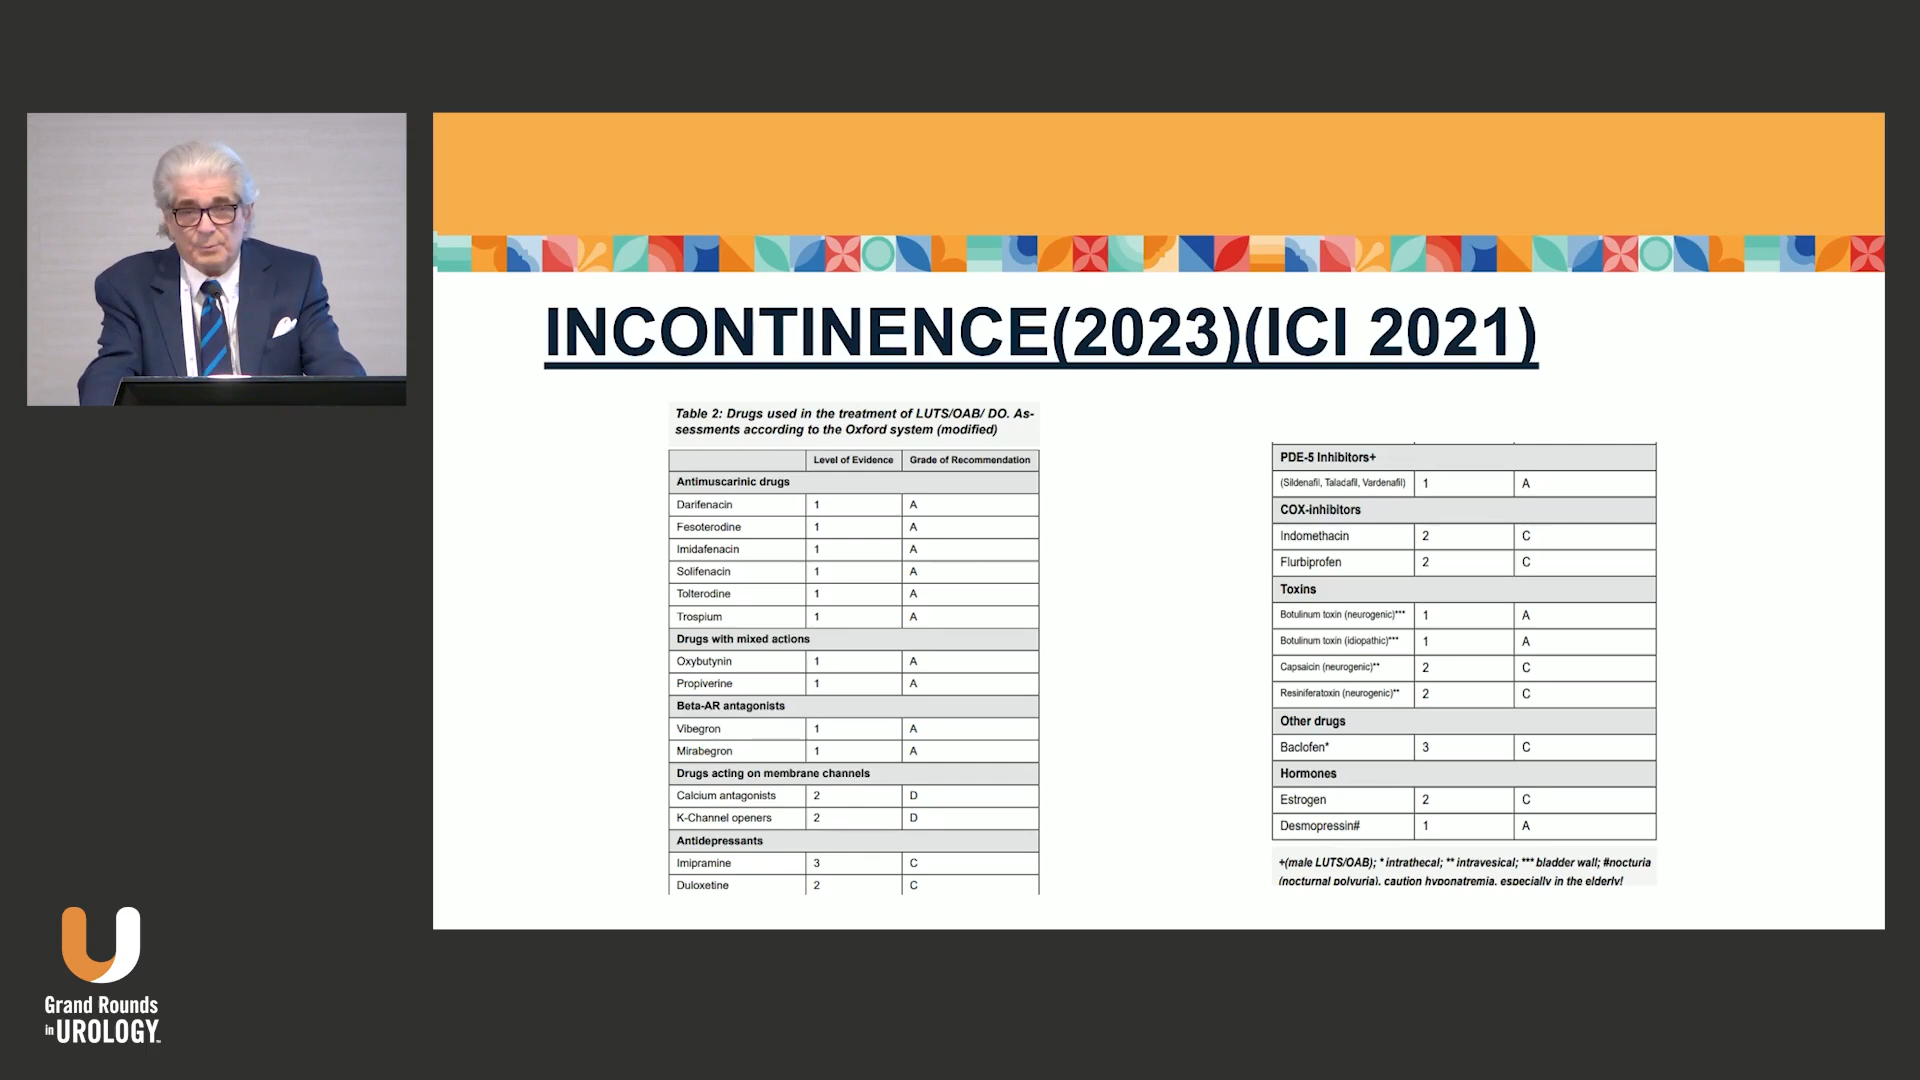 INCONTINENCE(2023)(ICI 2021)
Table 2: Drugs used in the treatment of LUTS/OAB/ DO. As-
sessments according to the Oxford system (modified)
Level of Evidence Grade of Recommendation
Antimuscarinic drugs
Darifenacin 1 A
Fesoterodine 1 A
Imidafenacin 1 A
Solifenacin 1 A
Tolterodine 1 A
Trospium 1 A
Drugs with mixed actions
Oxybutynin 1 A
Propiverine 1 A
Beta-AR antagonists
Vibegron 1 A
Mirabegron 1 A
Drugs acting on membrane channels
Calcium antagonists 2 D
K-Channel openers 2 D
Antidepressants
Imipramine 3 C
Duloxetine 2 C
PDE-5 Inhibitors+
(Sildenafil, Taladafil, Vardenafil) 1 A
COX-inhibitors
Indomethacin 2 C
Flurbiprofen 2 C
Toxins
Botulinum toxin (neurogenic)*** 1 A
Botulinum toxin (idiopathic)*** 1 A
Capsaicin (neurogenic)** 2 C
Resiniferatoxin (neurogenic)** 2 C
Other drugs
Baclofen* 3 C
Hormones
Estrogen 2 C
Desmopressin# 1 A
+(male LUTS/OAB); * intrathecal; ** intravesical; *** bladder wall; #nocturia
(nocturnal polyuria), caution hyponatremia, especially in the elderly!
Grand Rounds
in UROLOGY™